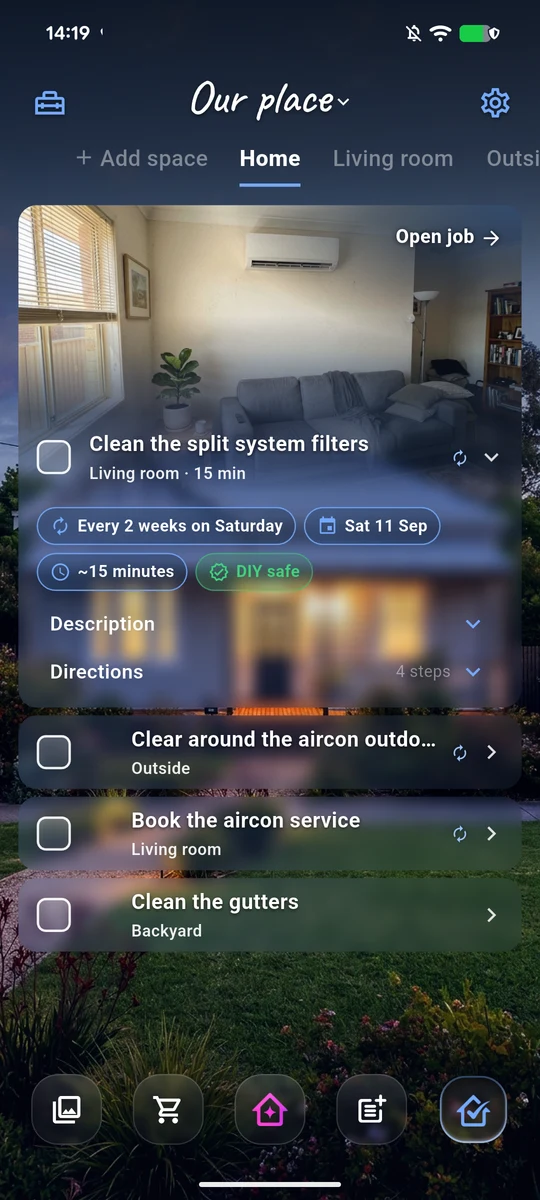 14:19
Our place
+ Add space
Home
Living room
Outsi
Open job →
Clean the split system filters
Living room · 15 min
Every 2 weeks on Saturday
Sat 11 Sep
~15 minutes
DIY safe
Description
Directions
4 steps
Clear around the aircon outdo...
Outside
Book the aircon service
Living room
Clean the gutters
Backyard